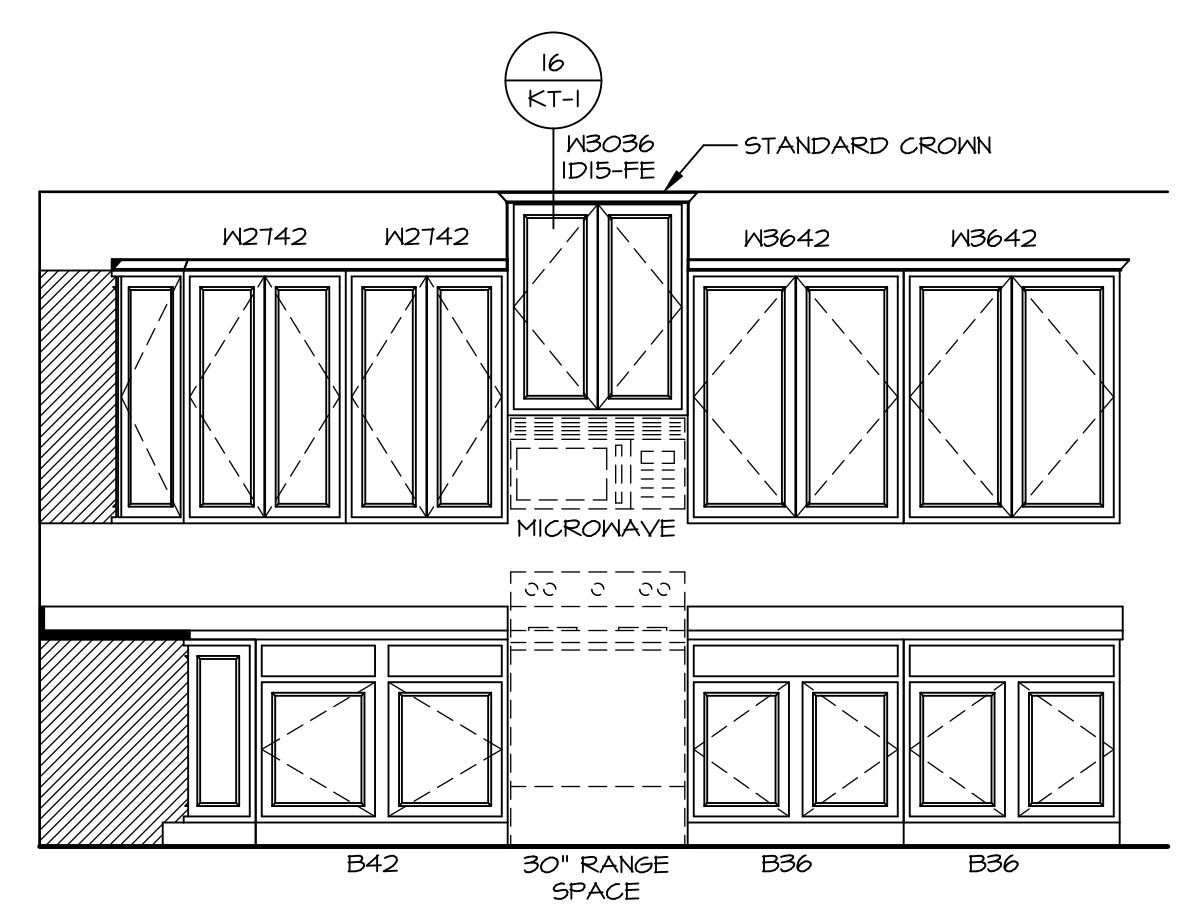 16
KT-1
W3036
1D15-FE
STANDARD CROWN
W2742
W2742
W3642
W3642
MICROWAVE
B42
30" RANGE
SPACE
B36
B36